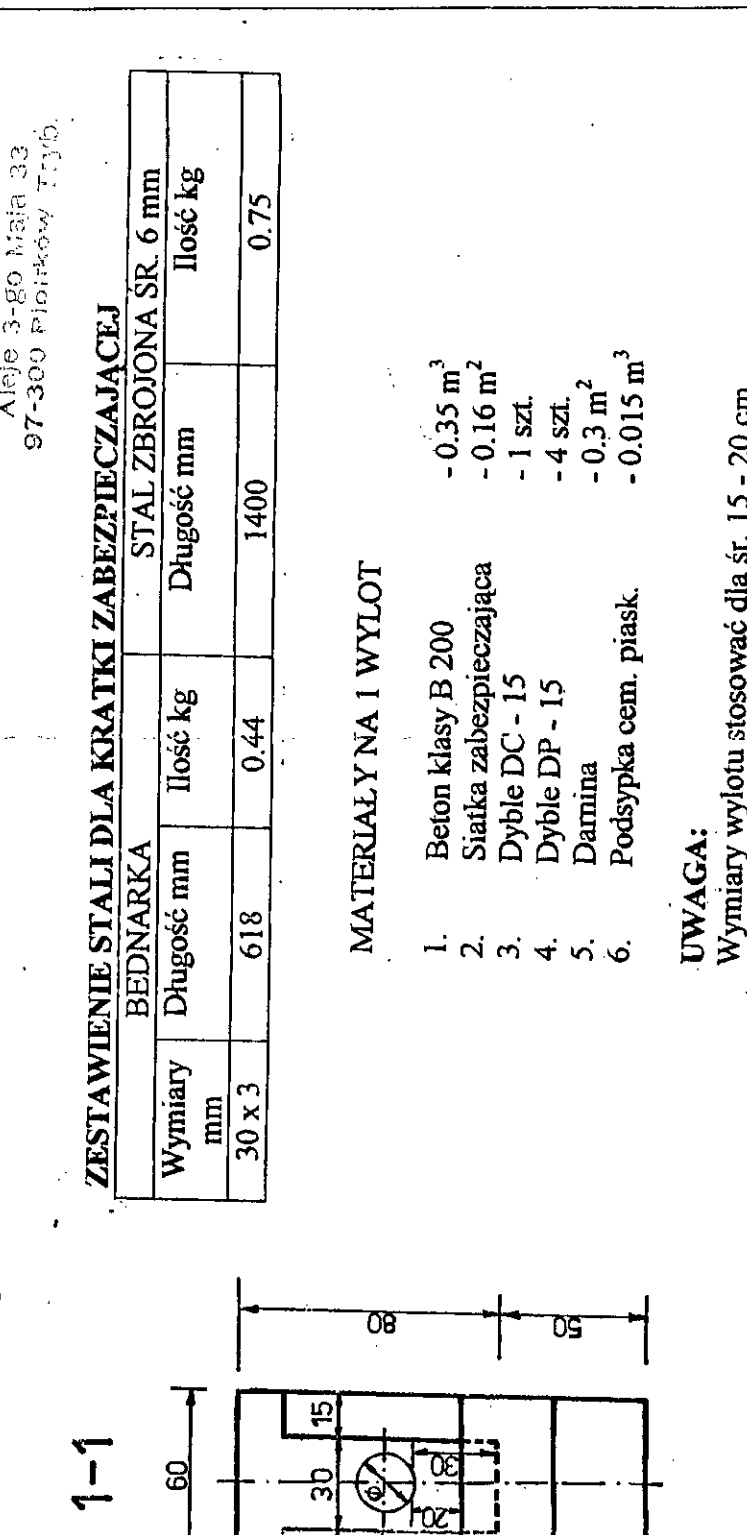 Aleje 3-go Maja 33
97-300 Piotrków Tryb.
ZESTAWIENIE STALI DLA KRATKI ZABEZPIECZAJĄCEJ
BEDNARKA STAL ZBROJONA ŚR. 6 mm
Wymiary mm Długość mm Ilość kg Długość mm Ilość kg
30 x 3 618 0.44 1400 0.75
MATERIAŁY NA 1 WYLOT
1. Beton klasy B 200 - 0.35 m³
2. Siatka zabezpieczająca - 0.16 m²
3. Dyble DC - 15 - 1 szt.
4. Dyble DP - 15 - 4 szt.
5. Darnina - 0.3 m²
6. Podsypka cem. piask. - 0.015 m³
UWAGA:
Wymiary wylotu stosować dla śr. 15 - 20 cm
1-1
60
30 15
Φ
20 30
80
50